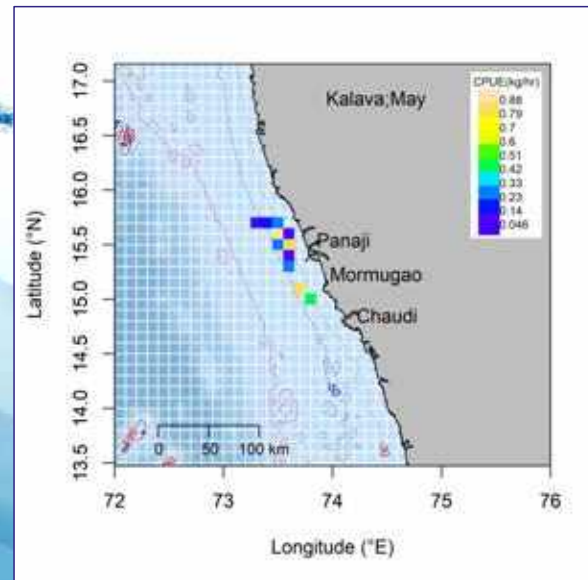 Kalava;May
CPUE(kg/hr)
0.88
0.79
0.7
0.6
0.51
0.42
0.33
0.23
0.14
0.046
Panaji
Mormugao
Chaudi
Latitude (°N)
17.0
16.5
16.0
15.5
15.0
14.5
14.0
13.5
0 50 100 km
72 73 74 75 76
Longitude (°E)